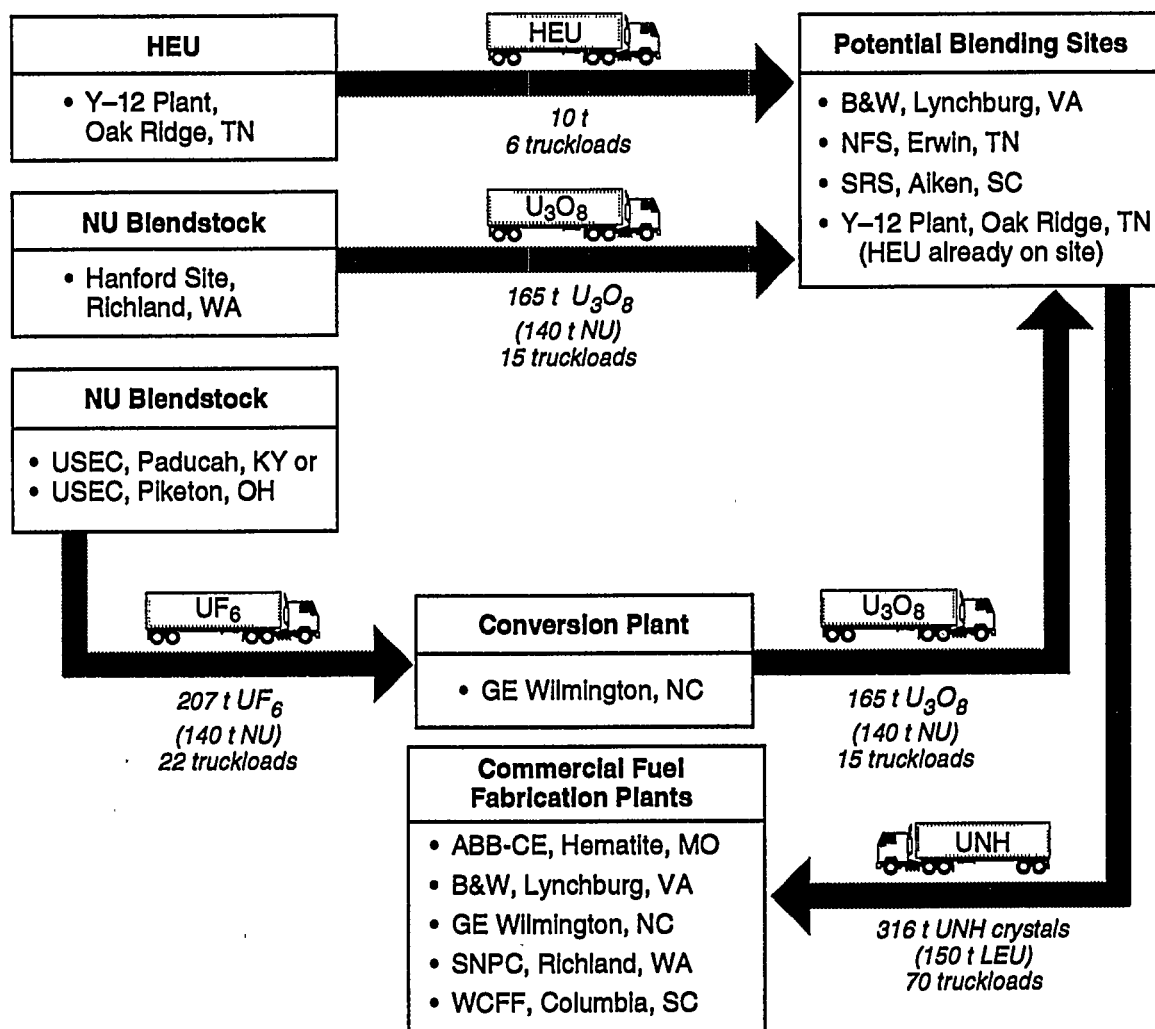 HEU
• Y–12 Plant,
Oak Ridge, TN
HEU
10 t
6 truckloads
Potential Blending Sites
• B&W, Lynchburg, VA
• NFS, Erwin, TN
• SRS, Aiken, SC
• Y–12 Plant, Oak Ridge, TN
(HEU already on site)
NU Blendstock
• Hanford Site,
Richland, WA
U3O8
165 t U3O8
(140 t NU)
15 truckloads
NU Blendstock
• USEC, Paducah, KY or
• USEC, Piketon, OH
UF6
207 t UF6
(140 t NU)
22 truckloads
Conversion Plant
• GE Wilmington, NC
U3O8
165 t U3O8
(140 t NU)
15 truckloads
Commercial Fuel
Fabrication Plants
• ABB-CE, Hematite, MO
• B&W, Lynchburg, VA
• GE Wilmington, NC
• SNPC, Richland, WA
• WCFF, Columbia, SC
UNH
316 t UNH crystals
(150 t LEU)
70 truckloads